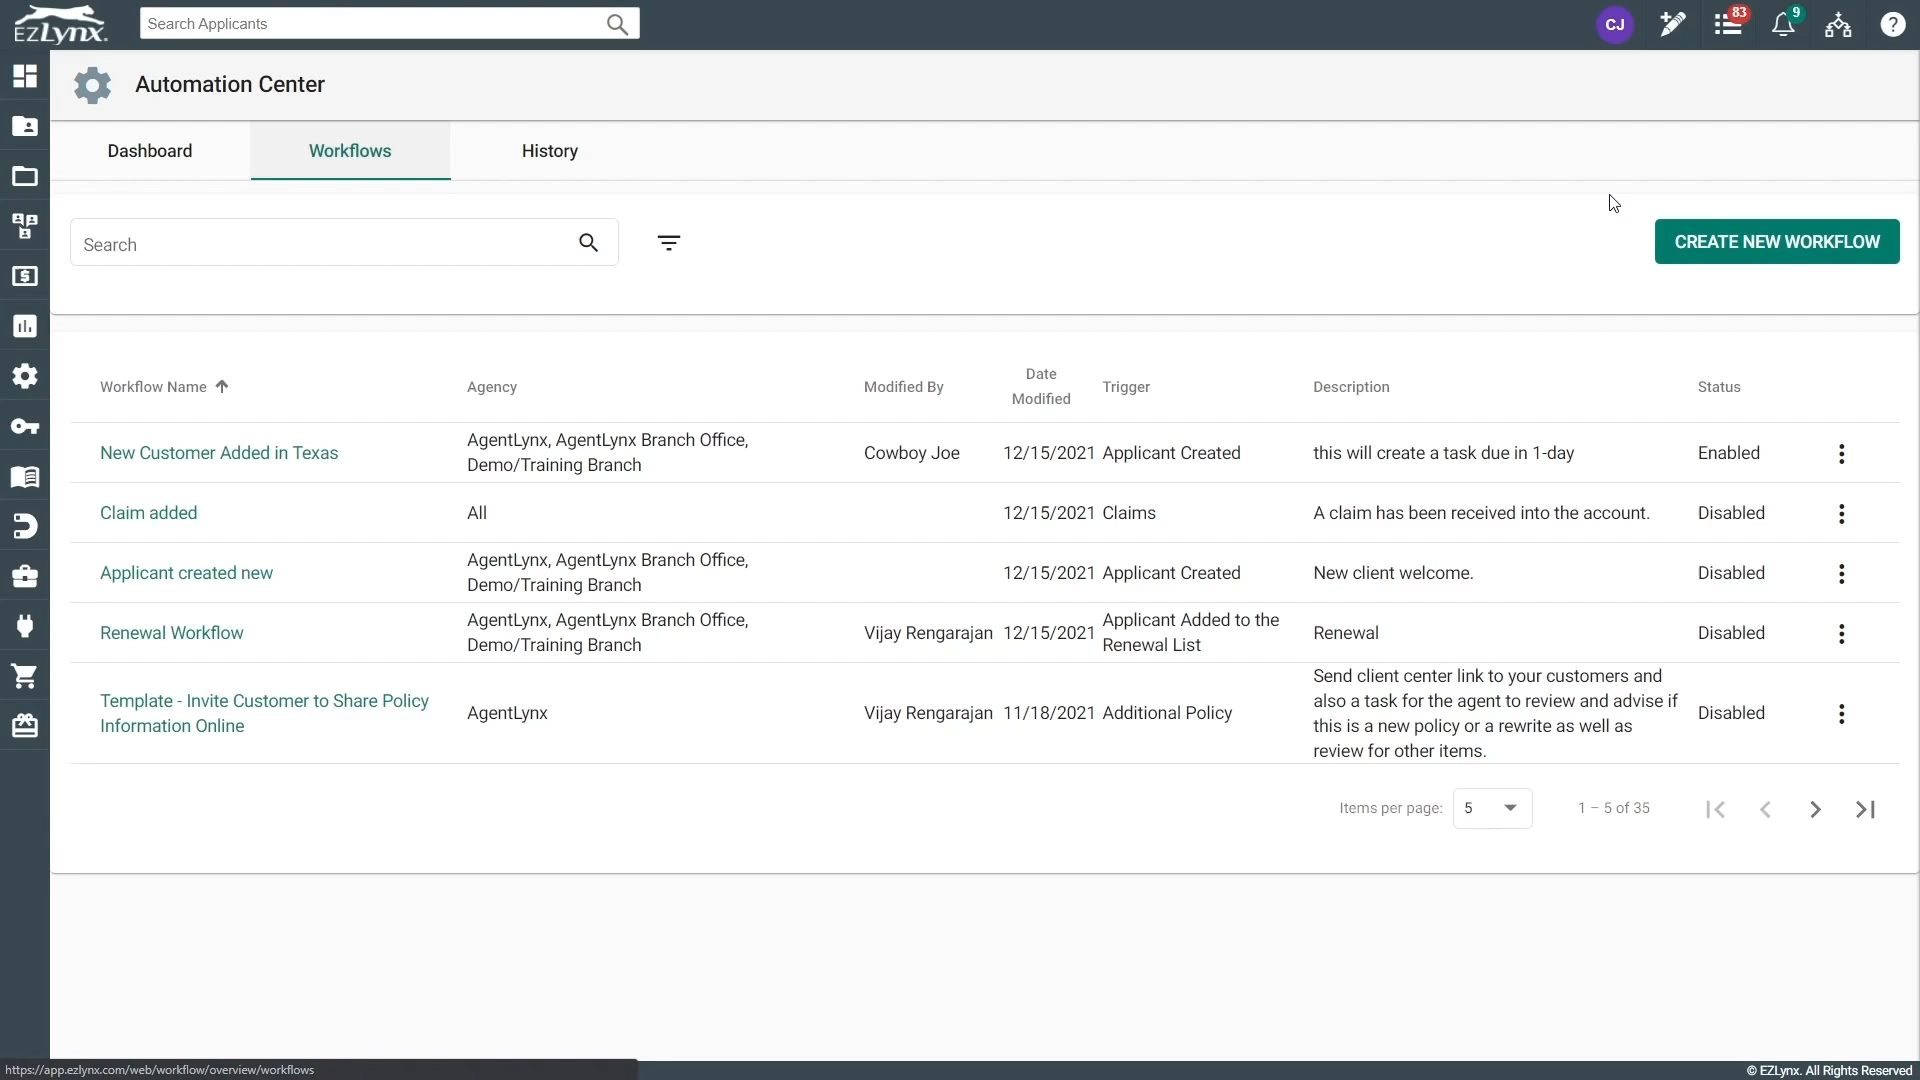 EZLynx
Search Applicants
CJ
83
9
?
Automation Center
Dashboard
Workflows
History
Search
CREATE NEW WORKFLOW
Workflow Name
Agency
Modified By
Date
Modified
Trigger
Description
Status
New Customer Added in Texas
AgentLynx, AgentLynx Branch Office,
Demo/Training Branch
Cowboy Joe
12/15/2021
Applicant Created
this will create a task due in 1-day
Enabled
Claim added
All
12/15/2021
Claims
A claim has been received into the account.
Disabled
Applicant created new
AgentLynx, AgentLynx Branch Office,
Demo/Training Branch
12/15/2021
Applicant Created
New client welcome.
Disabled
Renewal Workflow
AgentLynx, AgentLynx Branch Office,
Demo/Training Branch
Vijay Rengarajan
12/15/2021
Applicant Added to the
Renewal List
Renewal
Disabled
Template - Invite Customer to Share Policy
Information Online
AgentLynx
Vijay Rengarajan
11/18/2021
Additional Policy
Send client center link to your customers and
also a task for the agent to review and advise if
this is a new policy or a rewrite as well as
review for other items.
Disabled
Items per page:
5
1 – 5 of 35
https://app.ezlynx.com/web/workflow/overview/workflows
© EZLynx. All Rights Reserved